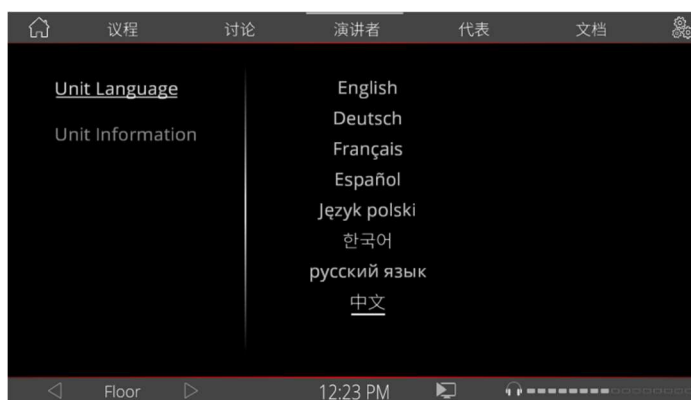 议程 讨论 演讲者 代表 文档
Unit Language
Unit Information
English
Deutsch
Français
Español
Język polski
한국어
русский язык
中文
Floor 12:23 PM